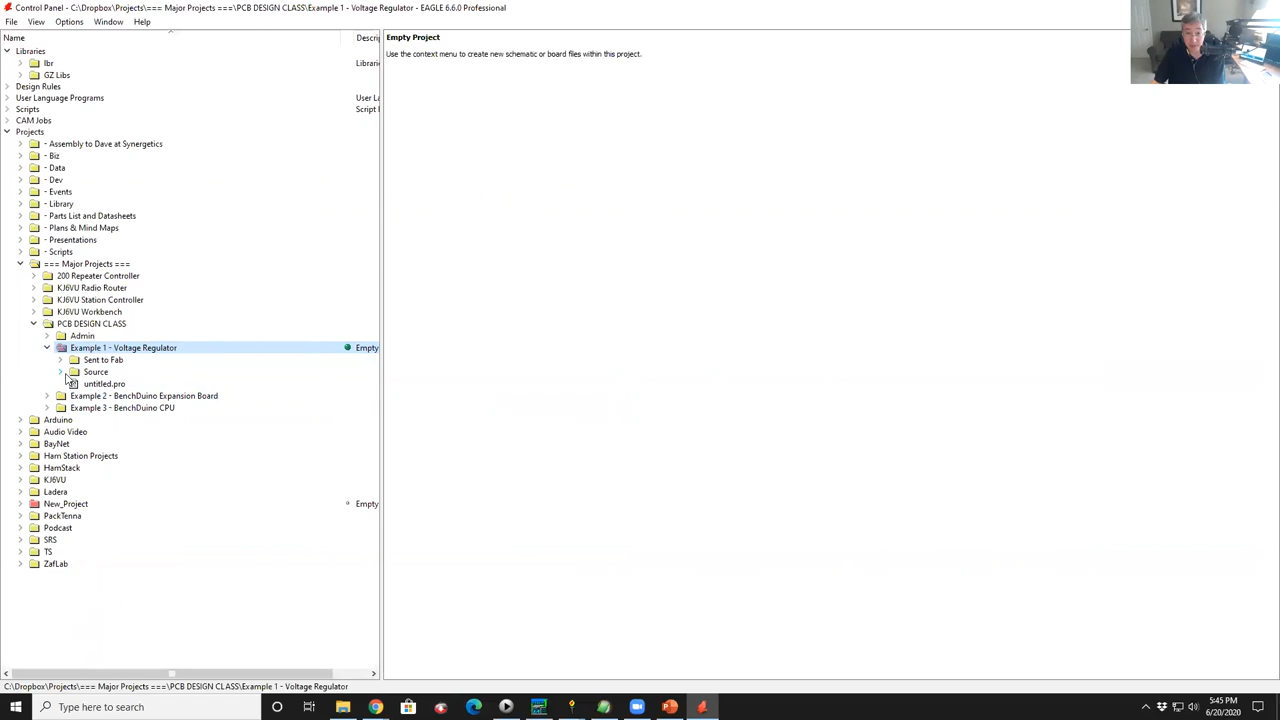 Control Panel - C:\Dropbox\Projects\=== Major Projects ===\PCB DESIGN CLASS\Example 1 - Voltage Regulator - EAGLE 6.6.0 Professional
File View Options Window Help
Name Descrip
Libraries
lbr Librarie
GZ Libs
Design Rules
User Language Programs User La
Scripts Script F
CAM Jobs
Projects
- Assembly to Dave at Synergetics
- Biz
- Data
- Dev
- Events
- Library
- Parts List and Datasheets
- Plans & Mind Maps
- Presentations
- Scripts
=== Major Projects ===
200 Repeater Controller
KJ6VU Radio Router
KJ6VU Station Controller
KJ6VU Workbench
PCB DESIGN CLASS
Admin
Example 1 - Voltage Regulator Empty
Sent to Fab
Source
untitled.pro
Example 2 - BenchDuino Expansion Board
Example 3 - BenchDuino CPU
Arduino
Audio Video
BayNet
Ham Station Projects
HamStack
KJ6VU
Ladera
New_Project Empty
PackTenna
Podcast
SRS
TS
ZafLab
Empty Project
Use the context menu to create new schematic or board files within this project.
C:\Dropbox\Projects\=== Major Projects ===\PCB DESIGN CLASS\Example 1 - Voltage Regulator
Type here to search
5:45 PM
6/20/2020